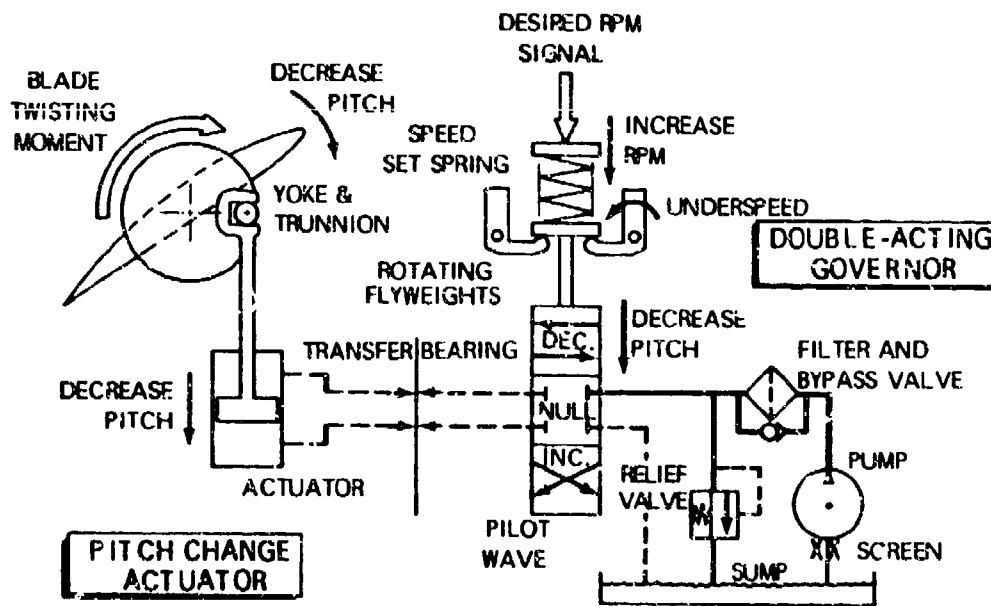 DESIRED RPM
SIGNAL
BLADE
TWISTING
MOMENT
DECREASE
PITCH
SPEED
SET SPRING
INCREASE
RPM
YOKE &
TRUNNION
UNDERSPEED
DOUBLE-ACTING
GOVERNOR
ROTATING
FLYWEIGHTS
DECREASE
PITCH
DEC.
TRANSFER BEARING
FILTER AND
BYPASS VALVE
DECREASE
PITCH
NULL
INC.
ACTUATOR
RELIEF
VALVE
PUMP
PILOT
WAVE
SCREEN
SUMP
PITCH CHANGE
ACTUATOR